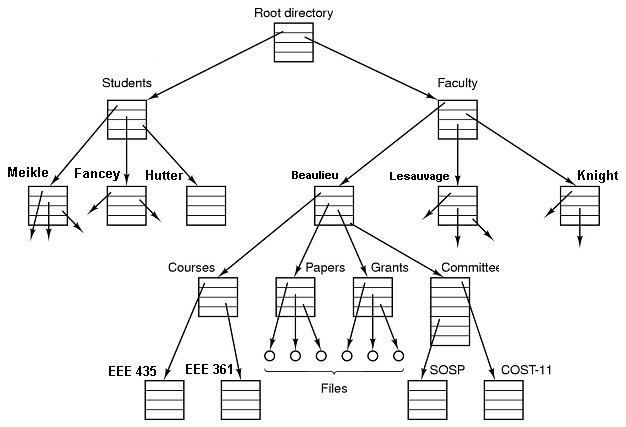 Root directory
Students
Faculty
Meikle
Fancey
Hutter
Beaulieu
Lesauvage
Knight
Courses
Papers
Grants
Committe
EEE 435
EEE 361
Files
SOSP
COST-11